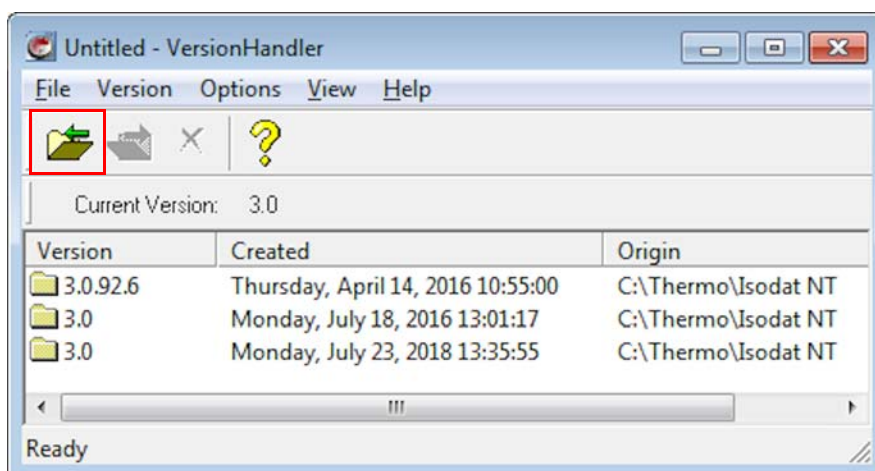 Untitled - VersionHandler
File Version Options View Help
Current Version: 3.0
Version Created Origin
3.0.92.6 Thursday, April 14, 2016 10:55:00 C:\Thermo\Isodat NT
3.0 Monday, July 18, 2016 13:01:17 C:\Thermo\Isodat NT
3.0 Monday, July 23, 2018 13:35:55 C:\Thermo\Isodat NT
Ready